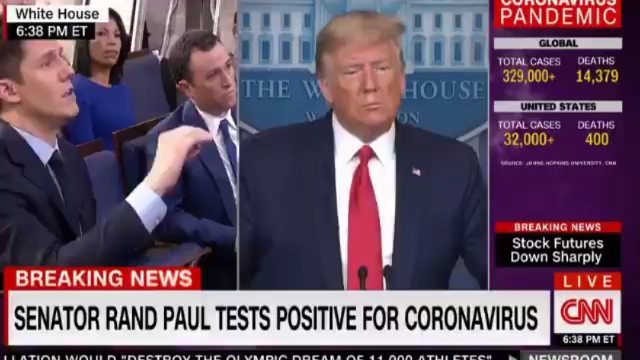 White House
6:38 PM ET
CORONAVIRUS
PANDEMIC
GLOBAL
TOTAL CASES
329,000+
DEATHS
14,379
UNITED STATES
TOTAL CASES
32,000+
DEATHS
400
SOURCE: JOHNS HOPKINS UNIVERSITY, CNN
THE WHITE HOUSE
WASHINGTON
BREAKING NEWS
Stock Futures
Down Sharply
BREAKING NEWS
SENATOR RAND PAUL TESTS POSITIVE FOR CORONAVIRUS
LIVE
CNN
6:38 PM ET
LLATION WOULD "DESTROY THE OLYMPIC DREAM OF 11,000 ATHLETES"
NEWSROOM